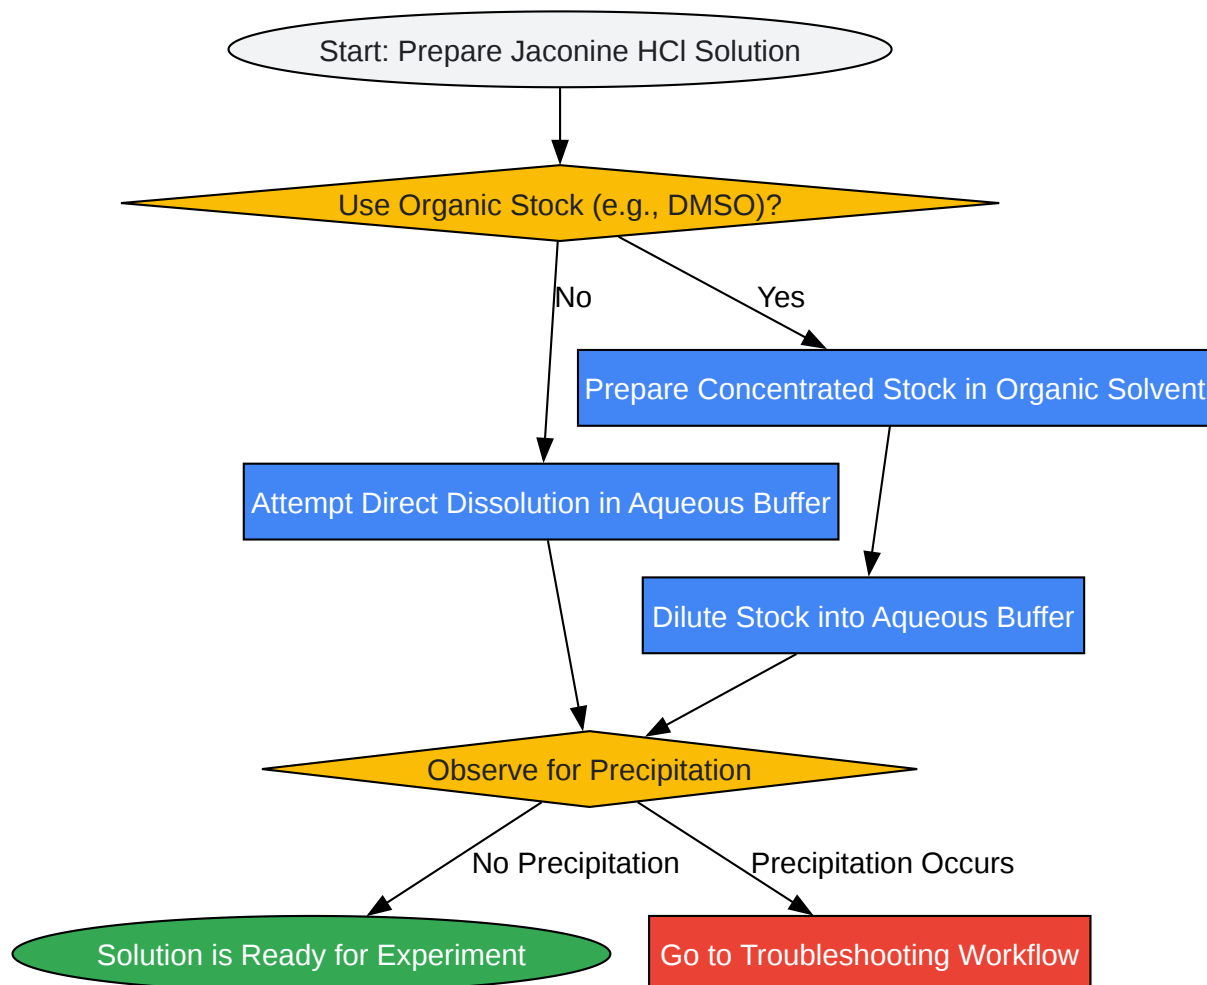 Start: Prepare Jaconine HCl Solution
Use Organic Stock (e.g., DMSO)?
No
Yes
Prepare Concentrated Stock in Organic Solvent
Attempt Direct Dissolution in Aqueous Buffer
Dilute Stock into Aqueous Buffer
Observe for Precipitation
No Precipitation
Precipitation Occurs
Solution is Ready for Experiment
Go to Troubleshooting Workflow